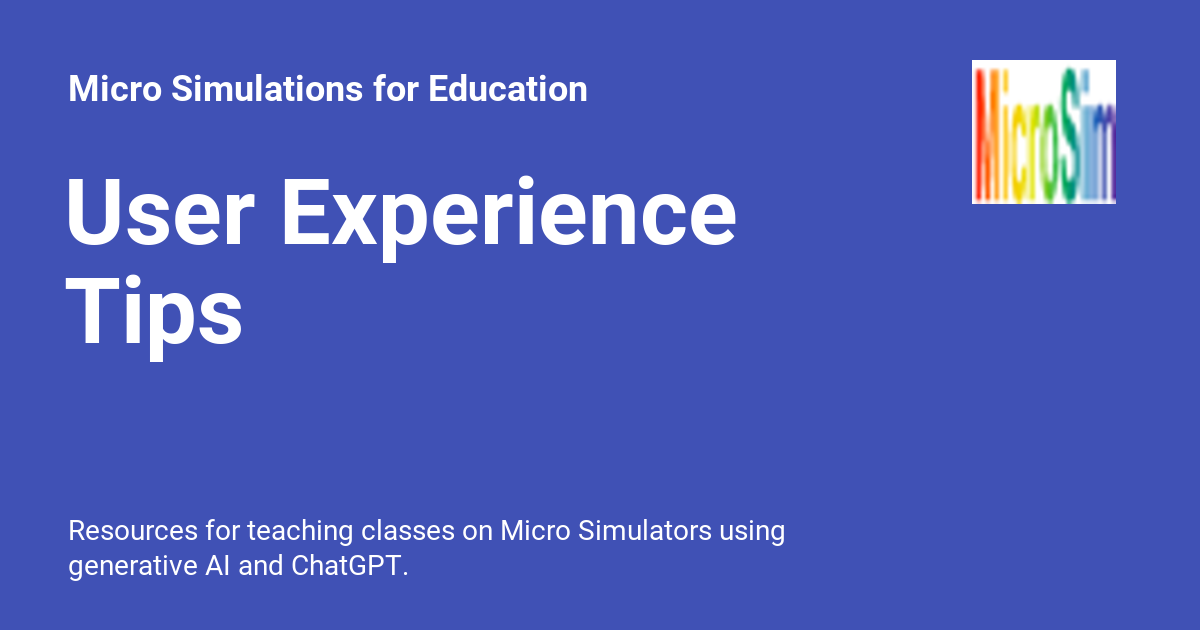 Micro Simulations for Education
MicroSim
User Experience
Tips
Resources for teaching classes on Micro Simulators using
generative AI and ChatGPT.